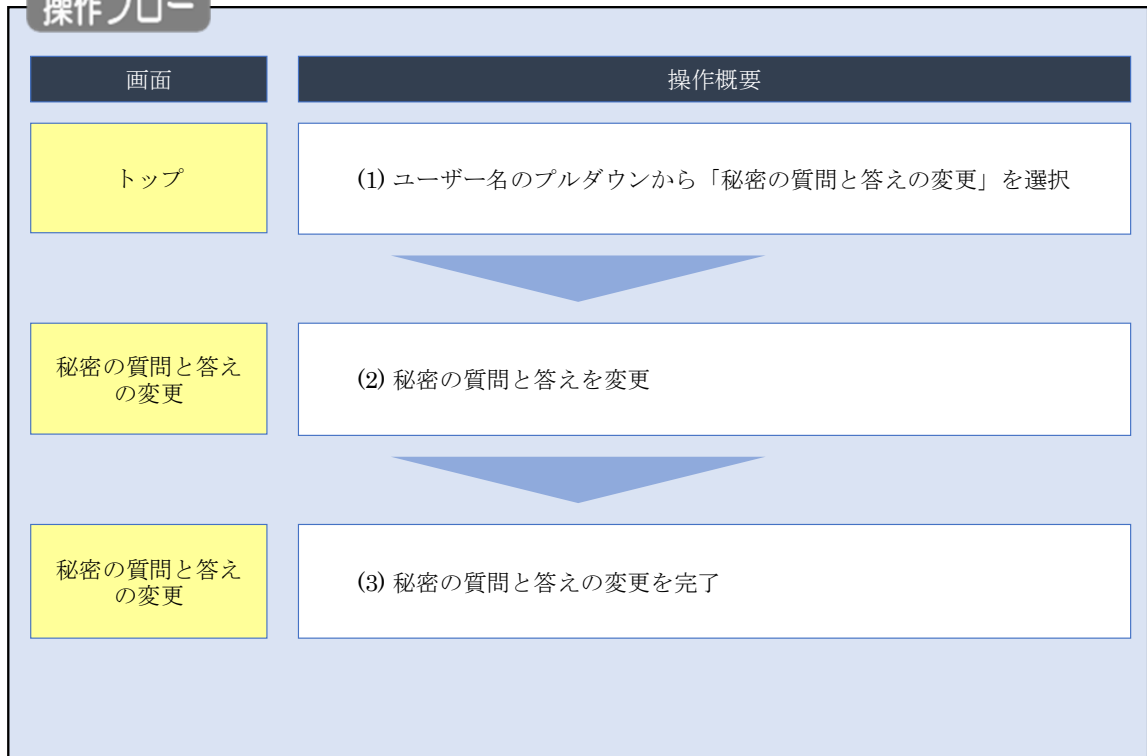 操作フロー
画面
操作概要
トップ
(1) ユーザー名のプルダウンから「秘密の質問と答えの変更」を選択
秘密の質問と答え
の変更
(2) 秘密の質問と答えを変更
秘密の質問と答え
の変更
(3) 秘密の質問と答えの変更を完了